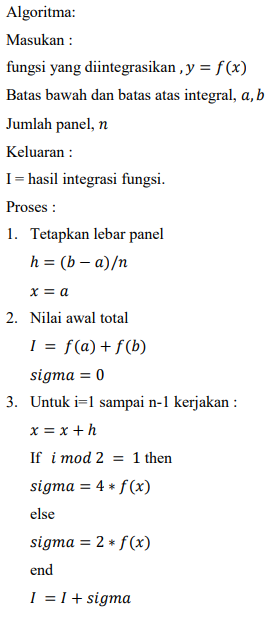 Algoritma:
Masukan :
fungsi yang diintegrasikan , y = f(x)
Batas bawah dan batas atas integral, a, b
Jumlah panel, n
Keluaran :
I = hasil integrasi fungsi.
Proses :
1. Tetapkan lebar panel
h = (b − a)/n
x = a
2. Nilai awal total
I = f(a) + f(b)
sigma = 0
3. Untuk i=1 sampai n-1 kerjakan :
x = x + h
If i mod 2 = 1 then
sigma = 4 ∗ f(x)
else
sigma = 2 ∗ f(x)
end
I = I + sigma